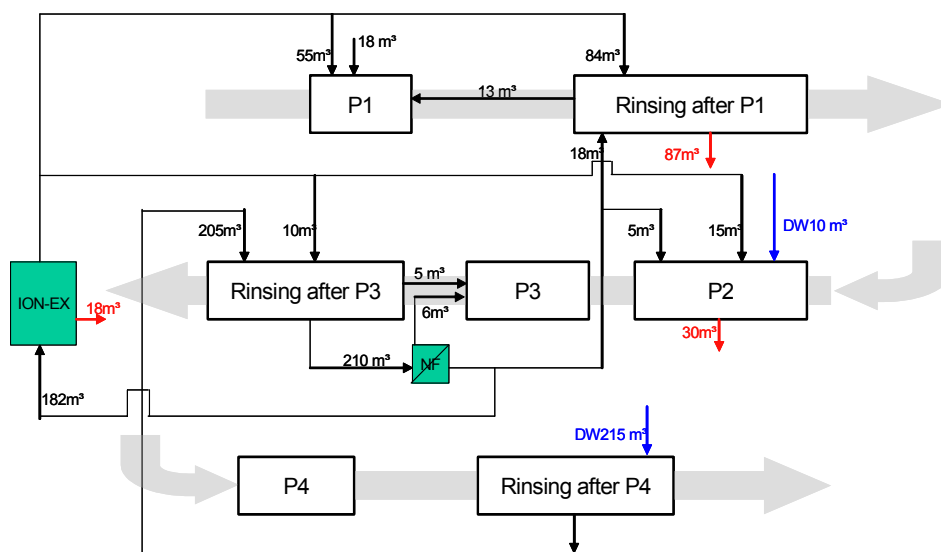 18 m³
55m³
84m³
P1
13 m³
Rinsing after P1
18m³
87m³
205m³
10m³
5m³
15m³
DW10 m³
ION-EX
18m³
Rinsing after P3
5 m³
P3
P2
6m³
30m³
210 m³
NF
182m³
DW215 m³
P4
Rinsing after P4